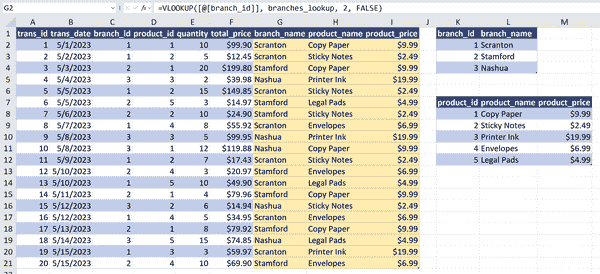 G2 fx =VLOOKUP([@[branch_id]], branches_lookup, 2, FALSE)
A B C D E F G H I J K L M
1 trans_id trans_date branch_id product_id quantity total_price branch_name product_name product_price branch_id branch_name
2 1 5/1/2023 1 1 10 $99.90 Scranton Copy Paper $9.99 1 Scranton
3 2 5/2/2023 1 2 5 $12.45 Scranton Sticky Notes $2.49 2 Stamford
4 3 5/3/2023 2 1 20 $199.80 Stamford Copy Paper $9.99 3 Nashua
5 4 5/4/2023 3 3 2 $39.98 Nashua Printer Ink $19.99
6 5 5/5/2023 1 2 15 $149.85 Scranton Sticky Notes $2.49
7 6 5/5/2023 2 5 3 $14.97 Stamford Legal Pads $4.99 product_id product_name product_price
8 7 5/6/2023 2 2 10 $24.90 Stamford Sticky Notes $2.49 1 Copy Paper $9.99
9 8 5/7/2023 1 4 8 $55.92 Scranton Envelopes $6.99 2 Sticky Notes $2.49
10 9 5/8/2023 3 3 5 $99.95 Nashua Printer Ink $19.99 3 Printer Ink $19.99
11 10 5/8/2023 3 1 12 $119.88 Nashua Copy Paper $9.99 4 Envelopes $6.99
12 11 5/9/2023 1 2 7 $17.43 Scranton Sticky Notes $2.49 5 Legal Pads $4.99
13 12 5/10/2023 2 4 3 $20.97 Stamford Envelopes $6.99
14 13 5/10/2023 1 5 10 $49.90 Scranton Legal Pads $4.99
15 14 5/11/2023 2 1 4 $79.96 Stamford Copy Paper $9.99
16 15 5/12/2023 3 2 6 $14.94 Nashua Sticky Notes $2.49
17 16 5/12/2023 1 4 5 $34.95 Scranton Envelopes $6.99
18 17 5/13/2023 2 1 8 $79.92 Stamford Copy Paper $9.99
19 18 5/14/2023 3 5 15 $74.85 Nashua Legal Pads $4.99
20 19 5/15/2023 1 3 3 $59.97 Scranton Printer Ink $19.99
21 20 5/15/2023 2 4 10 $69.90 Stamford Envelopes $6.99